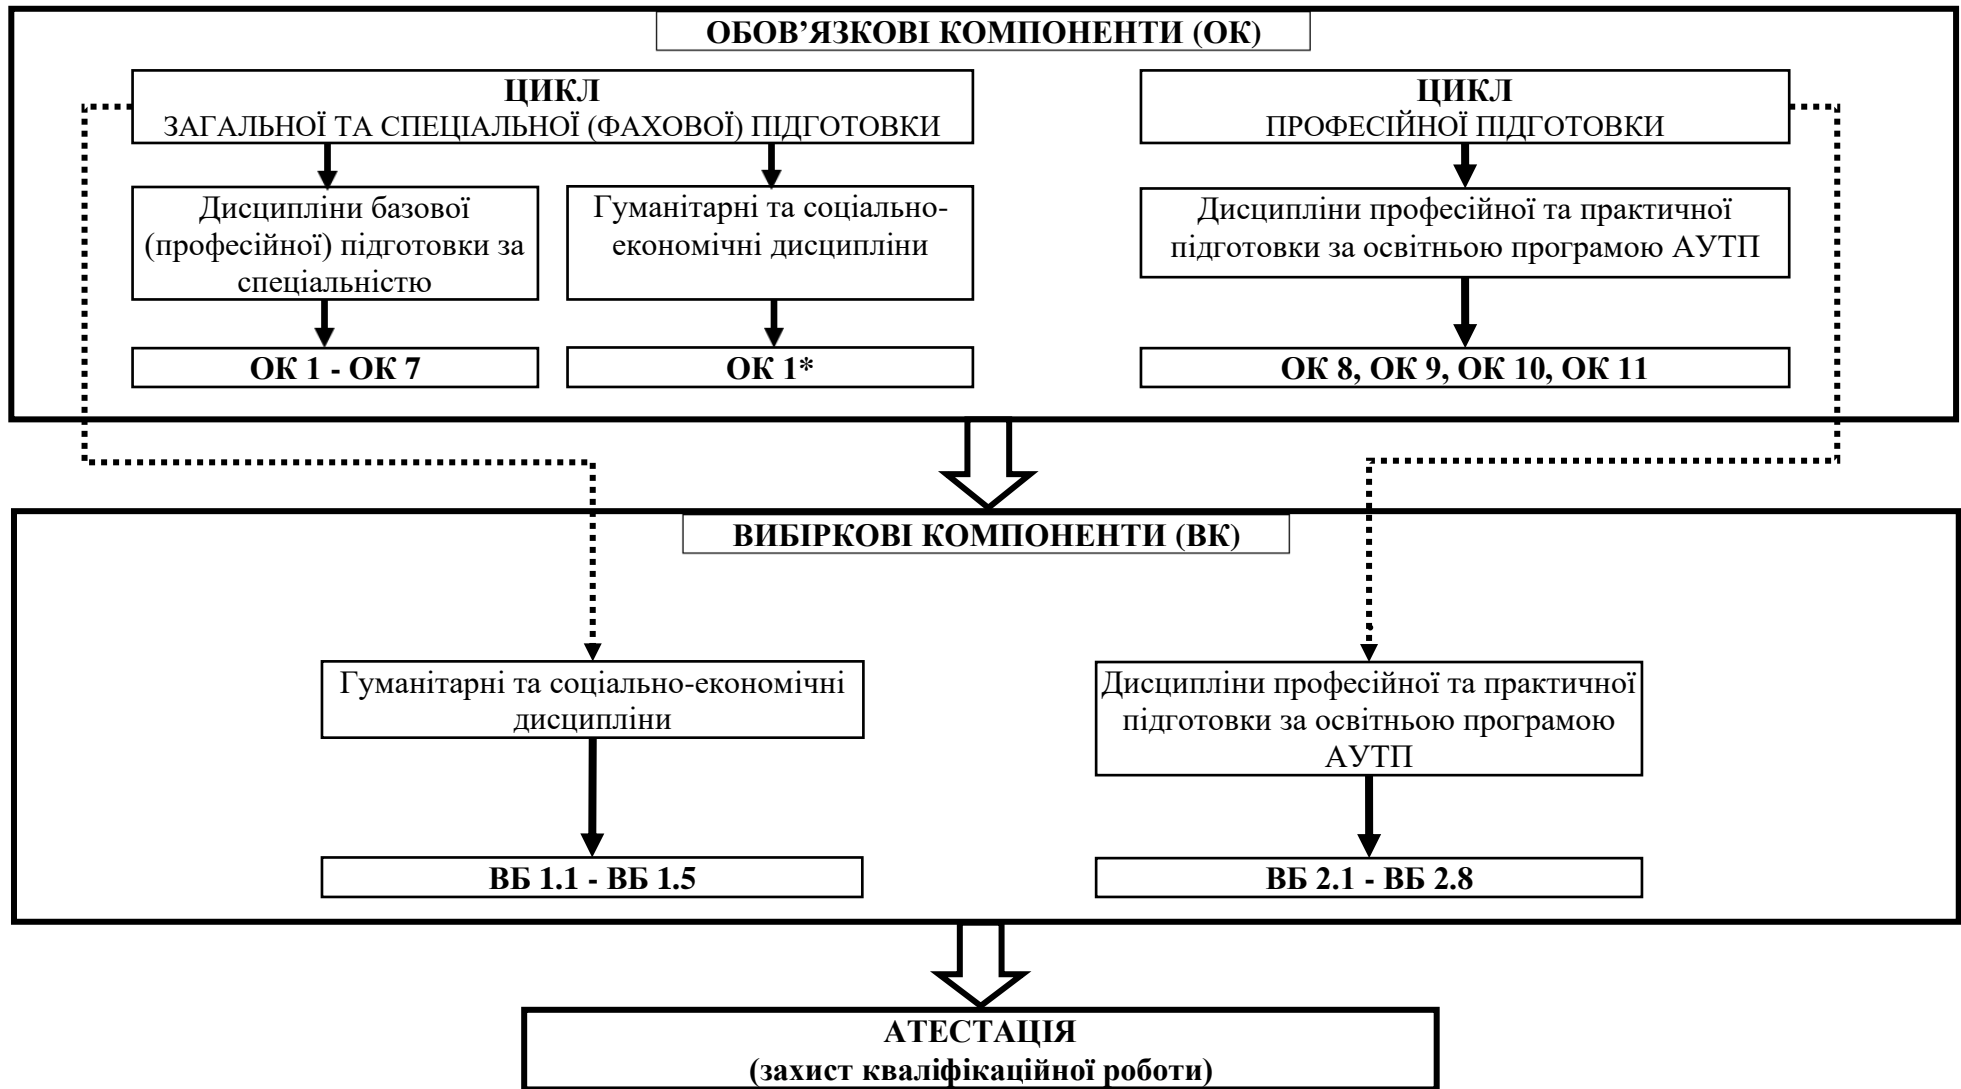 ОБОВ’ЯЗКОВІ КОМПОНЕНТИ (ОК)
ЦИКЛ
ЗАГАЛЬНОЇ ТА СПЕЦІАЛЬНОЇ (ФАХОВОЇ) ПІДГОТОВКИ
ЦИКЛ
ПРОФЕСІЙНОЇ ПІДГОТОВКИ
Дисципліни базової
(професійної) підготовки за
спеціальністю
Гуманітарні та соціально-
економічні дисципліни
Дисципліни професійної та практичної
підготовки за освітньою програмою АУТП
ОК 1 - ОК 7
ОК 1*
ОК 8, ОК 9, ОК 10, ОК 11
ВИБІРКОВІ КОМПОНЕНТИ (ВК)
Гуманітарні та соціально-економічні
дисципліни
Дисципліни професійної та практичної
підготовки за освітньою програмою
АУТП
ВБ 1.1 - ВБ 1.5
ВБ 2.1 - ВБ 2.8
АТЕСТАЦІЯ
(захист кваліфікаційної роботи)